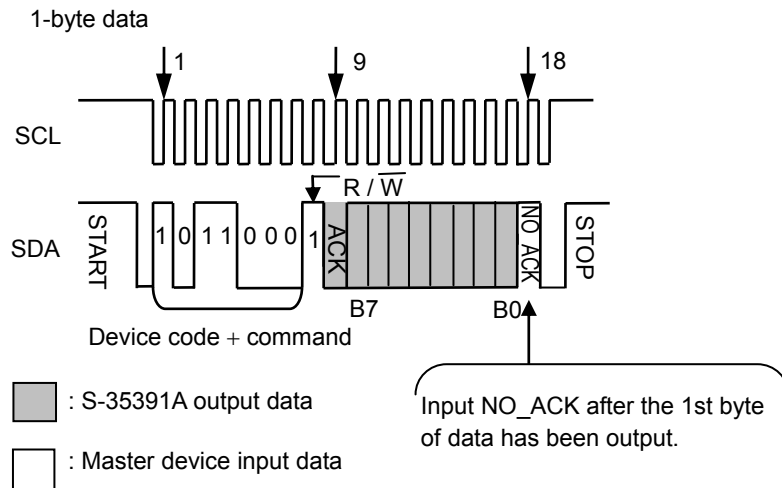 1-byte data
1 9 18
SCL
R / W
SDA
START 1 0 1 1 0 0 0 1 ACK NO_ACK STOP
B7 B0
Device code + command
: S-35391A output data
: Master device input data
Input NO_ACK after the 1st byte
of data has been output.